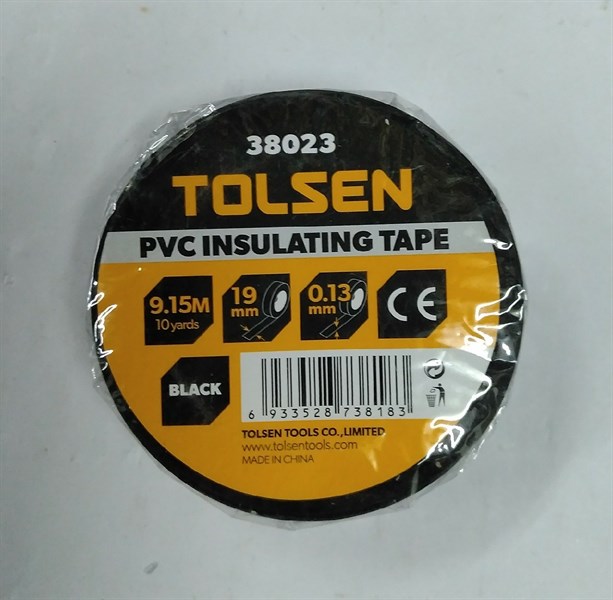 38023
TOLSEN
PVC INSULATING TAPE
9.15M
10 yards
19
mm
0.13
mm
CE
BLACK
6 933528 738183
TOLSEN TOOLS CO.,LIMITED
www.tolsentools.com
MADE IN CHINA